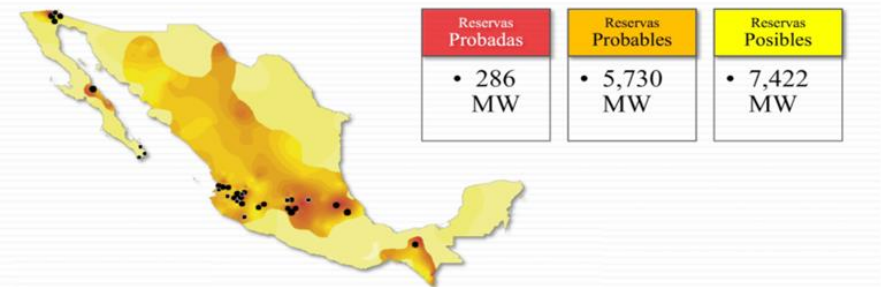 Reservas
Probadas
• 286
MW
Reservas
Probables
• 5,730
MW
Reservas
Posibles
• 7,422
MW